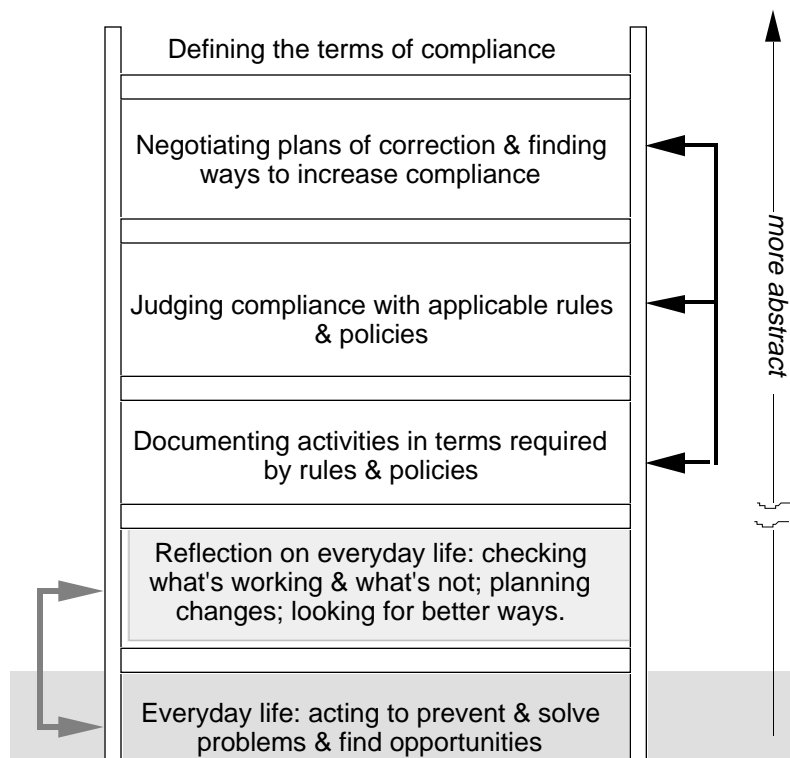 Defining the terms of compliance
Negotiating plans of correction & finding
ways to increase compliance
Judging compliance with applicable rules
& policies
Documenting activities in terms required
by rules & policies
Reflection on everyday life: checking
what's working & what's not; planning
changes; looking for better ways.
Everyday life: acting to prevent & solve
problems & find opportunities
more abstract